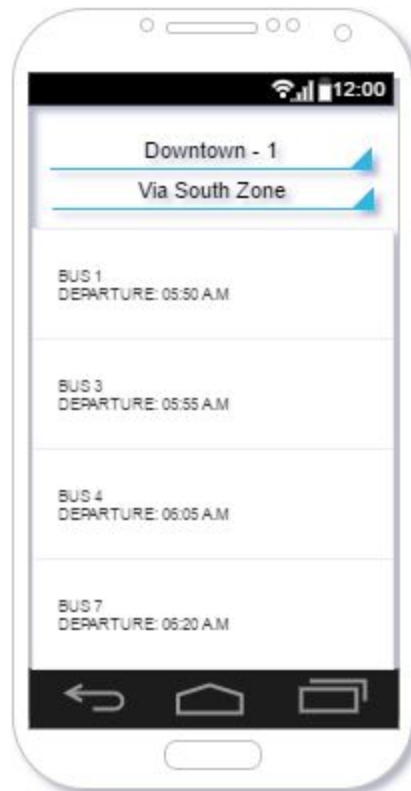 12:00
Downtown - 1
Via South Zone
BUS 1
DEPARTURE: 05:50 A.M
BUS 3
DEPARTURE: 05:55 A.M
BUS 4
DEPARTURE: 06:05 A.M
BUS 7
DEPARTURE: 06:20 A.M